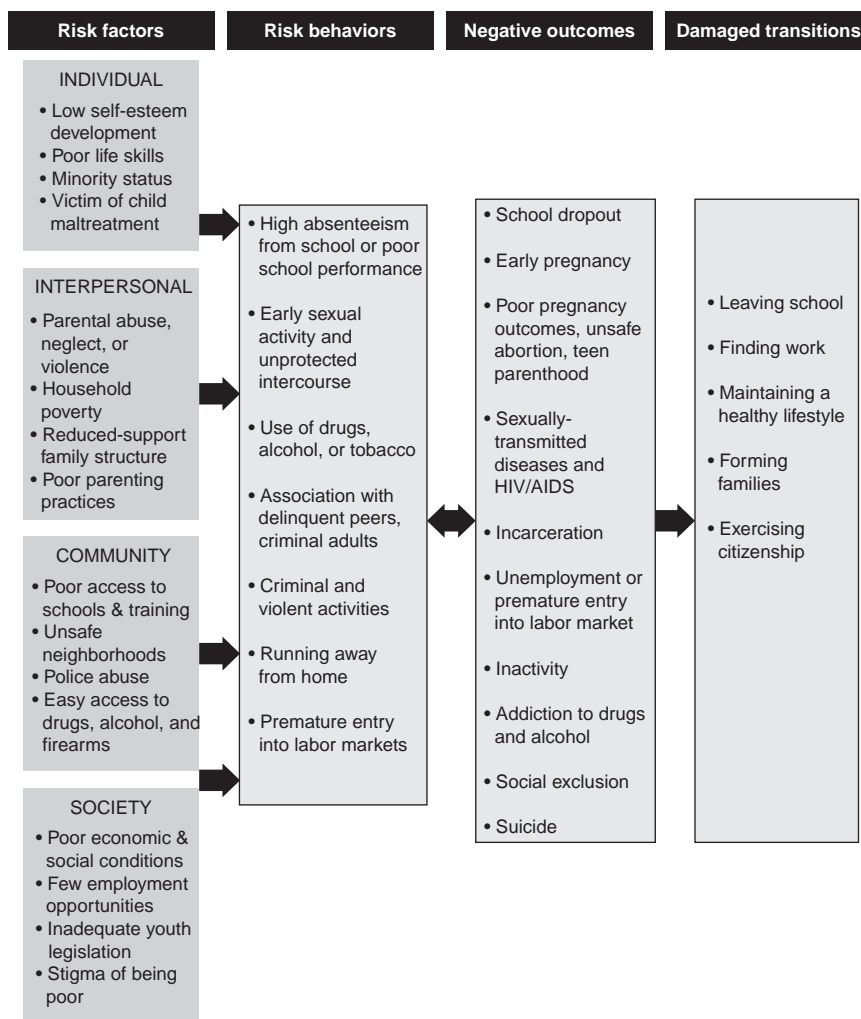 Risk factors
Risk behaviors
Negative outcomes
Damaged transitions
INDIVIDUAL
• Low self-esteem
development
• Poor life skills
• Minority status
• Victim of child
maltreatment
INTERPERSONAL
• Parental abuse,
neglect, or
violence
• Household
poverty
• Reduced-support
family structure
• Poor parenting
practices
COMMUNITY
• Poor access to
schools & training
• Unsafe
neighborhoods
• Police abuse
• Easy access to
drugs, alcohol, and
firearms
SOCIETY
• Poor economic &
social conditions
• Few employment
opportunities
• Inadequate youth
legislation
• Stigma of being
poor
• High absenteeism
from school or poor
school performance
• Early sexual
activity and
unprotected
intercourse
• Use of drugs,
alcohol, or tobacco
• Association with
delinquent peers,
criminal adults
• Criminal and
violent activities
• Running away
from home
• Premature entry
into labor markets
• School dropout
• Early pregnancy
• Poor pregnancy
outcomes, unsafe
abortion, teen
parenthood
• Sexually-
transmitted
diseases and
HIV/AIDS
• Incarceration
• Unemployment or
premature entry
into labor market
• Inactivity
• Addiction to drugs
and alcohol
• Social exclusion
• Suicide
• Leaving school
• Finding work
• Maintaining a
healthy lifestyle
• Forming
families
• Exercising
citizenship